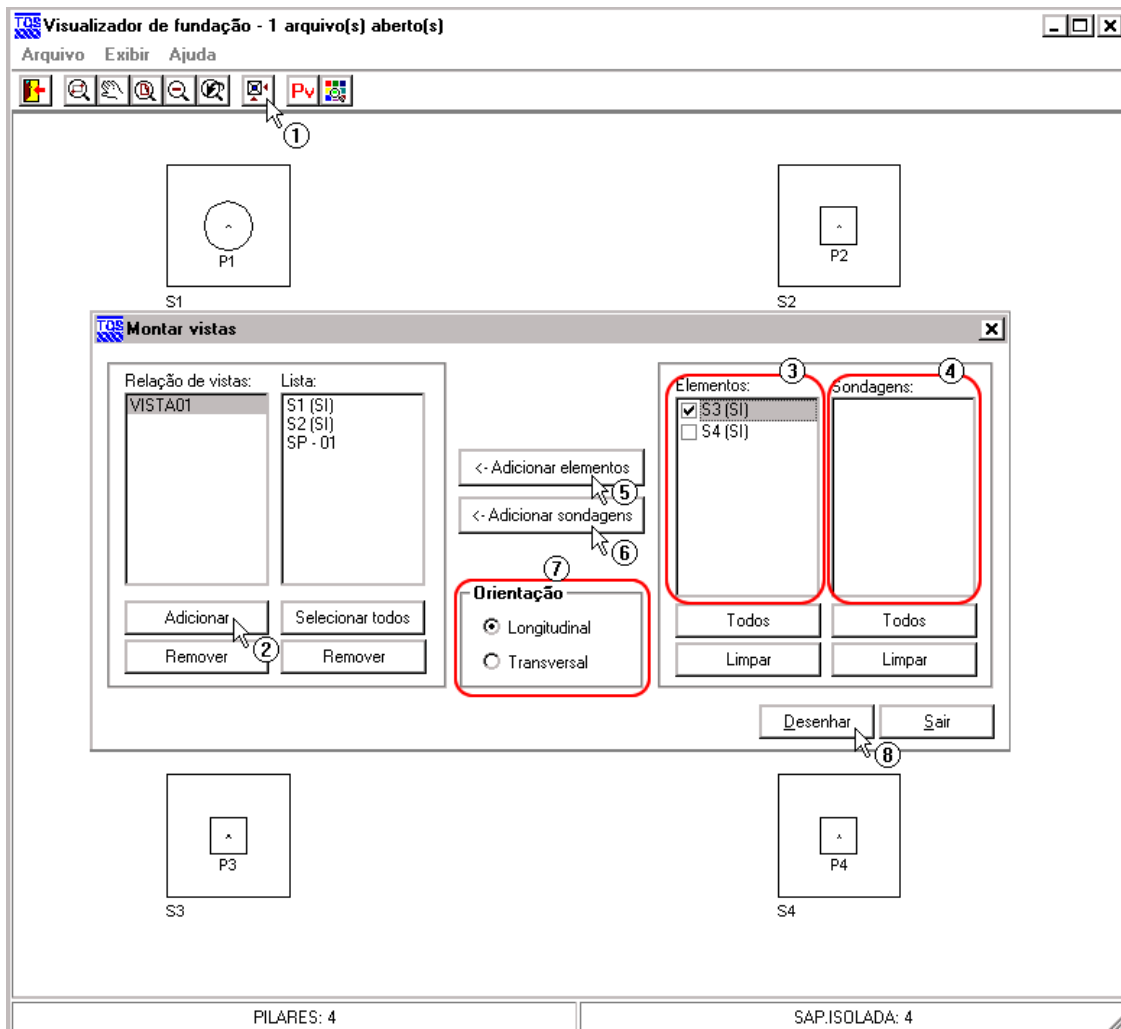 TQS Visualizador de fundação - 1 arquivo(s) aberto(s)
Arquivo Exibir Ajuda
Pv
1
P1
S1
P2
S2
TQS Montar vistas
Relação de vistas:
VISTA01
Lista:
S1 (SI)
S2 (SI)
SP - 01
Adicionar
2
Remover
Selecionar todos
Remover
<- Adicionar elementos
5
<- Adicionar sondagens
6
7
Orientação
Longitudinal
Transversal
3
Elementos:
S3 (SI)
S4 (SI)
4
Sondagens:
Todos
Limpar
Todos
Limpar
Desenhar
Sair
8
P3
S3
P4
S4
PILARES: 4
SAP.ISOLADA: 4